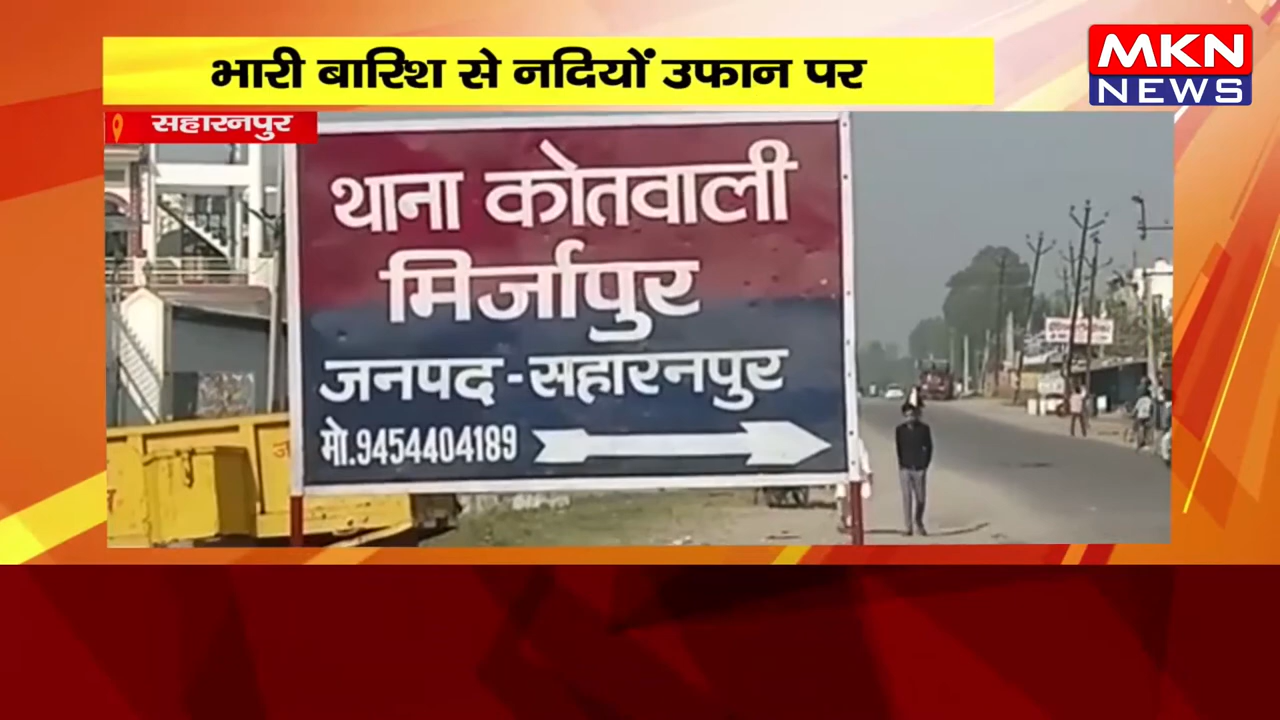 भारी बारिश से नदियों उफान पर
MKN
NEWS
सहारनपुर
थाना कोतवाली
मिर्जापुर
जनपद-सहारनपुर
मो.9454404189